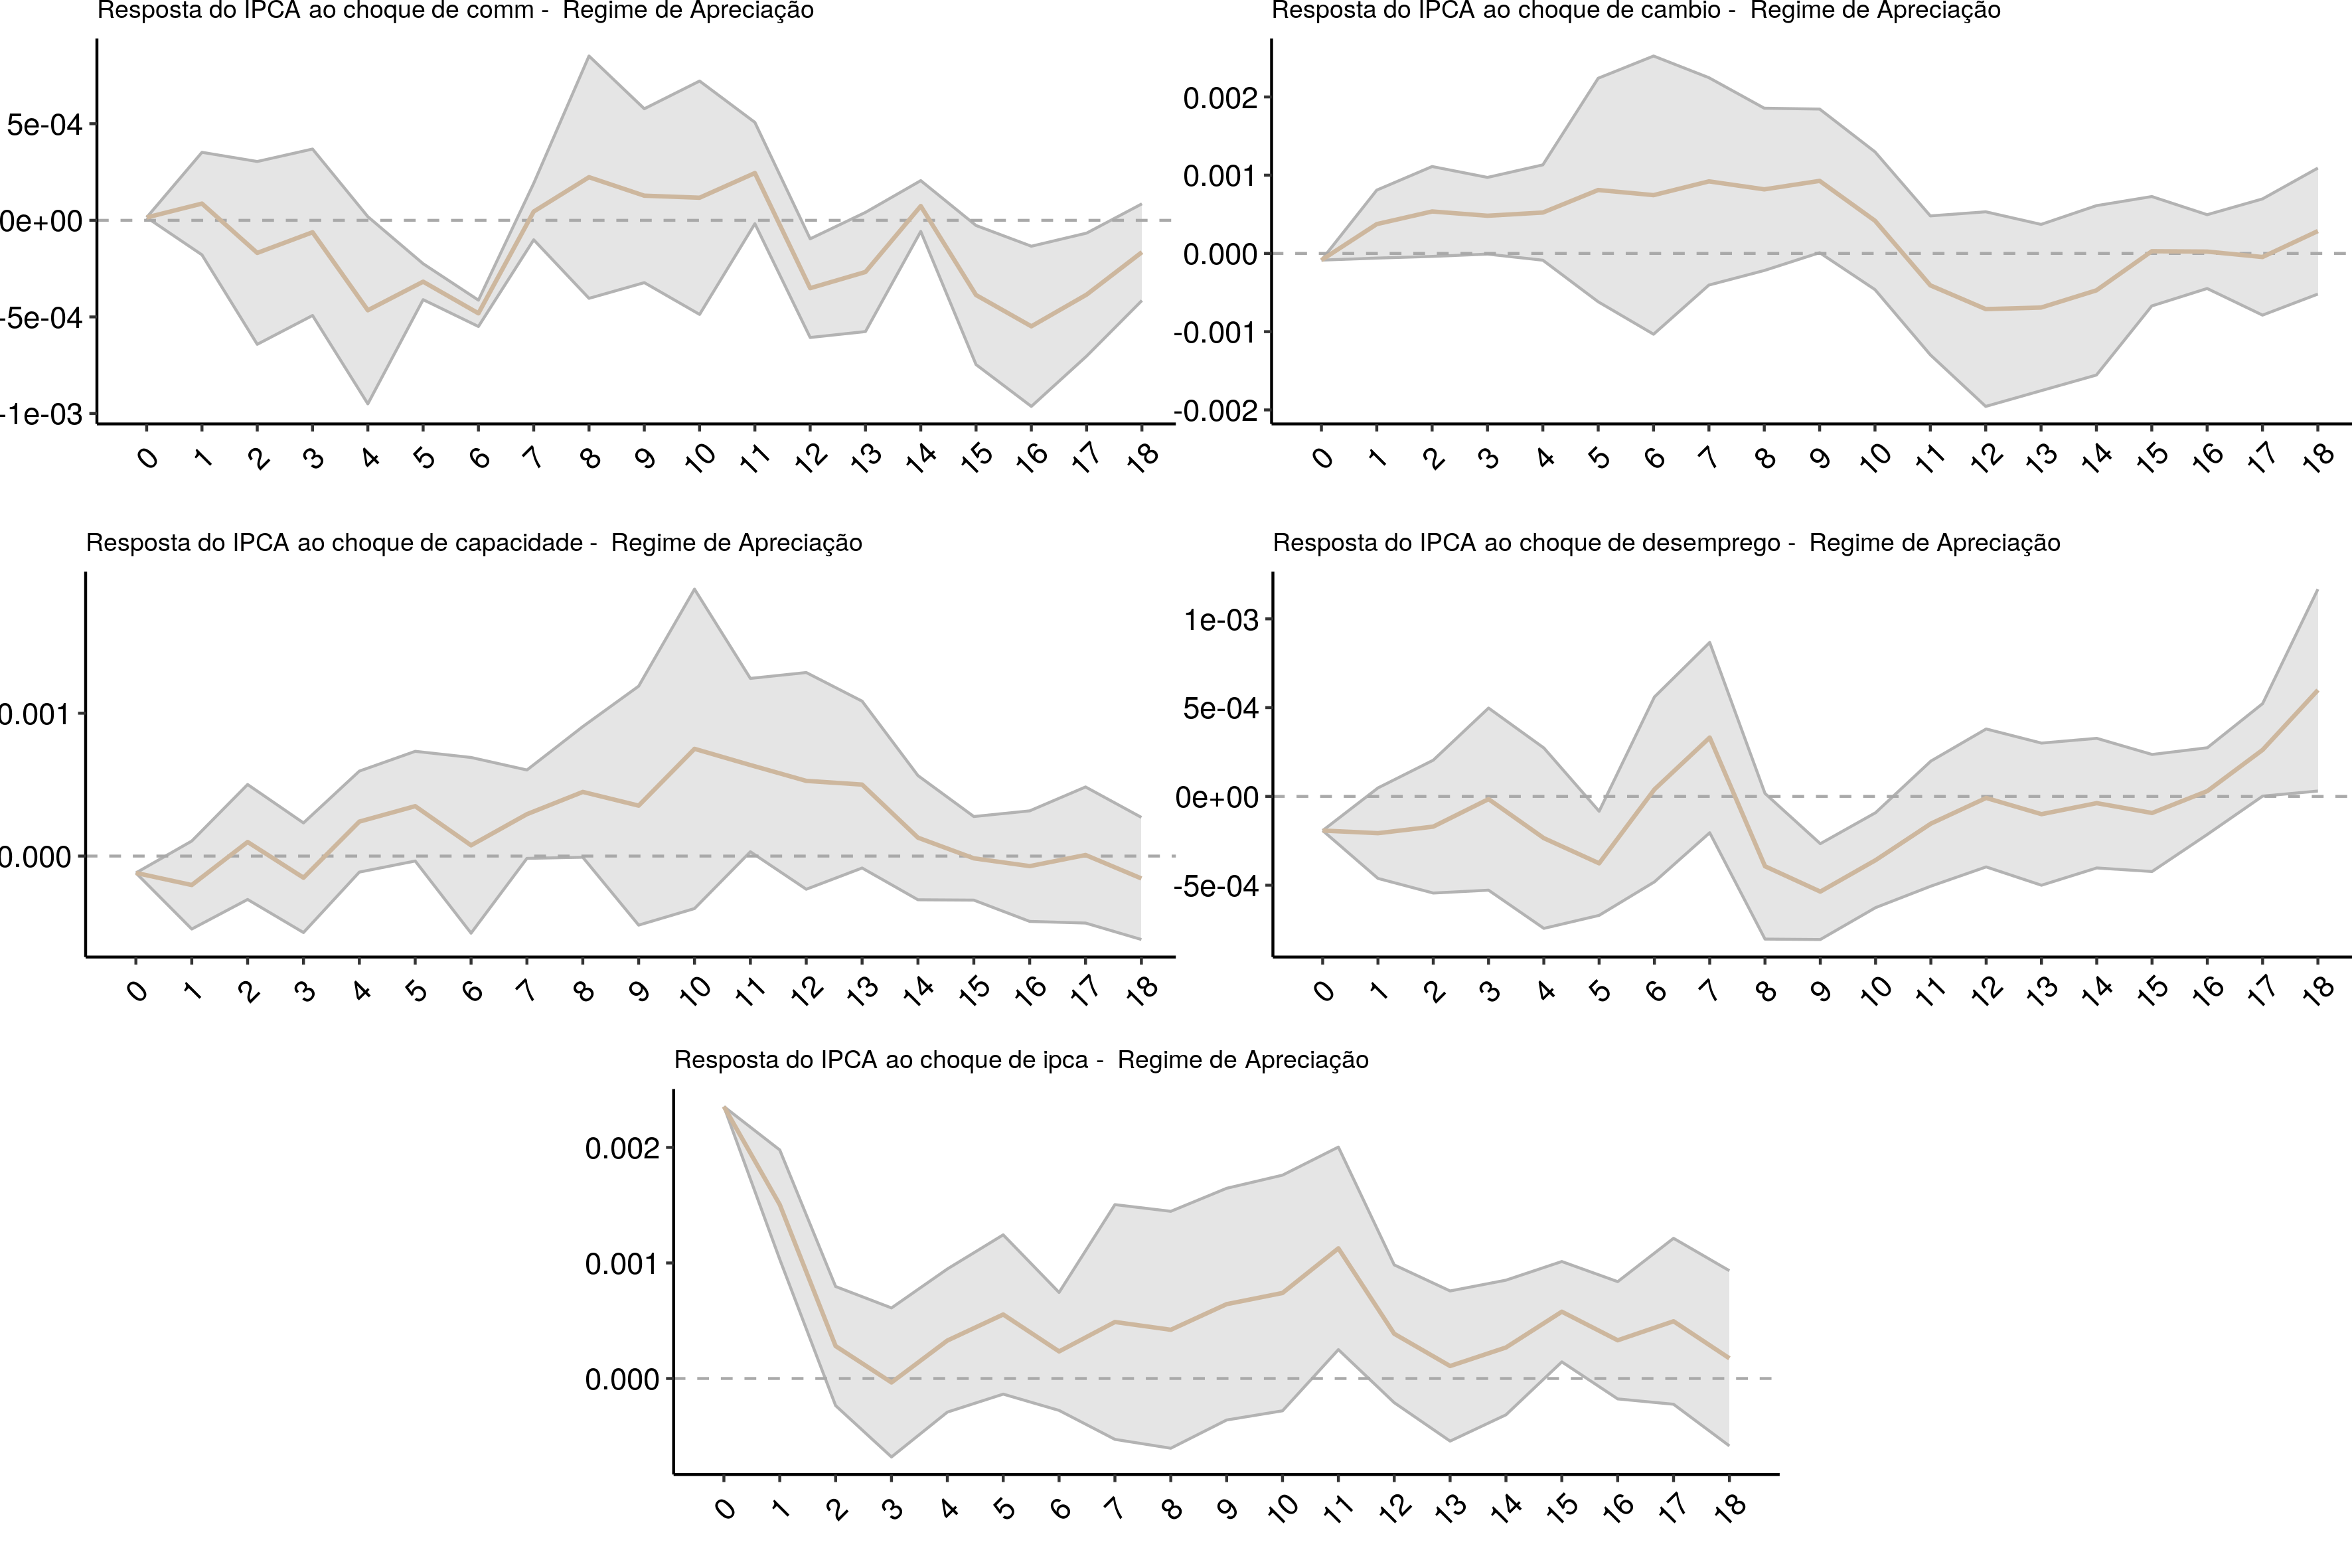 Resposta do IPCA ao choque de comm -  Regime de Apreciação
5e-04
0e+00
-5e-04
-1e-03
0 1 2 3 4 5 6 7 8 9 10 11 12 13 14 15 16 17 18
Resposta do IPCA ao choque de cambio -  Regime de Apreciação
0.002
0.001
0.000
-0.001
-0.002
0 1 2 3 4 5 6 7 8 9 10 11 12 13 14 15 16 17 18
Resposta do IPCA ao choque de capacidade -  Regime de Apreciação
0.001
0.000
0 1 2 3 4 5 6 7 8 9 10 11 12 13 14 15 16 17 18
Resposta do IPCA ao choque de desemprego -  Regime de Apreciação
1e-03
5e-04
0e+00
-5e-04
0 1 2 3 4 5 6 7 8 9 10 11 12 13 14 15 16 17 18
Resposta do IPCA ao choque de ipca -  Regime de Apreciação
0.002
0.001
0.000
0 1 2 3 4 5 6 7 8 9 10 11 12 13 14 15 16 17 18